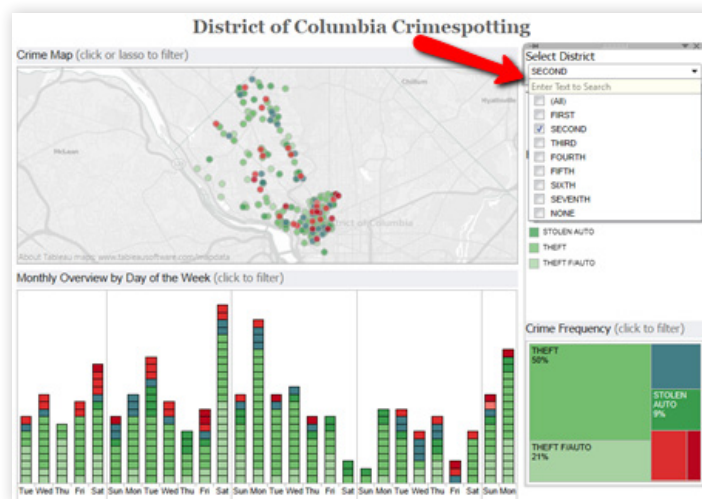 District of Columbia Crimespotting
Crime Map (click or lasso to filter)
Chillum
Hyattsville
McLean
District of Columbia
About Tableau maps: www.tableausoftware.com/mapdata
Select District
SECOND
Enter Text to Search
(All)
FIRST
SECOND
THIRD
FOURTH
FIFTH
SIXTH
SEVENTH
NONE
STOLEN AUTO
THEFT
THEFT F/AUTO
Monthly Overview by Day of the Week (click to filter)
Tue Wed Thu Fri Sat Sun Mon Tue Wed Thu Fri Sat Sun Mon Tue Wed Thu Fri Sat Sun Mon Tue Wed Thu Fri Sat Sun Mon
Crime Frequency (click to filter)
THEFT
50%
STOLEN
AUTO
9%
THEFT F/AUTO
21%